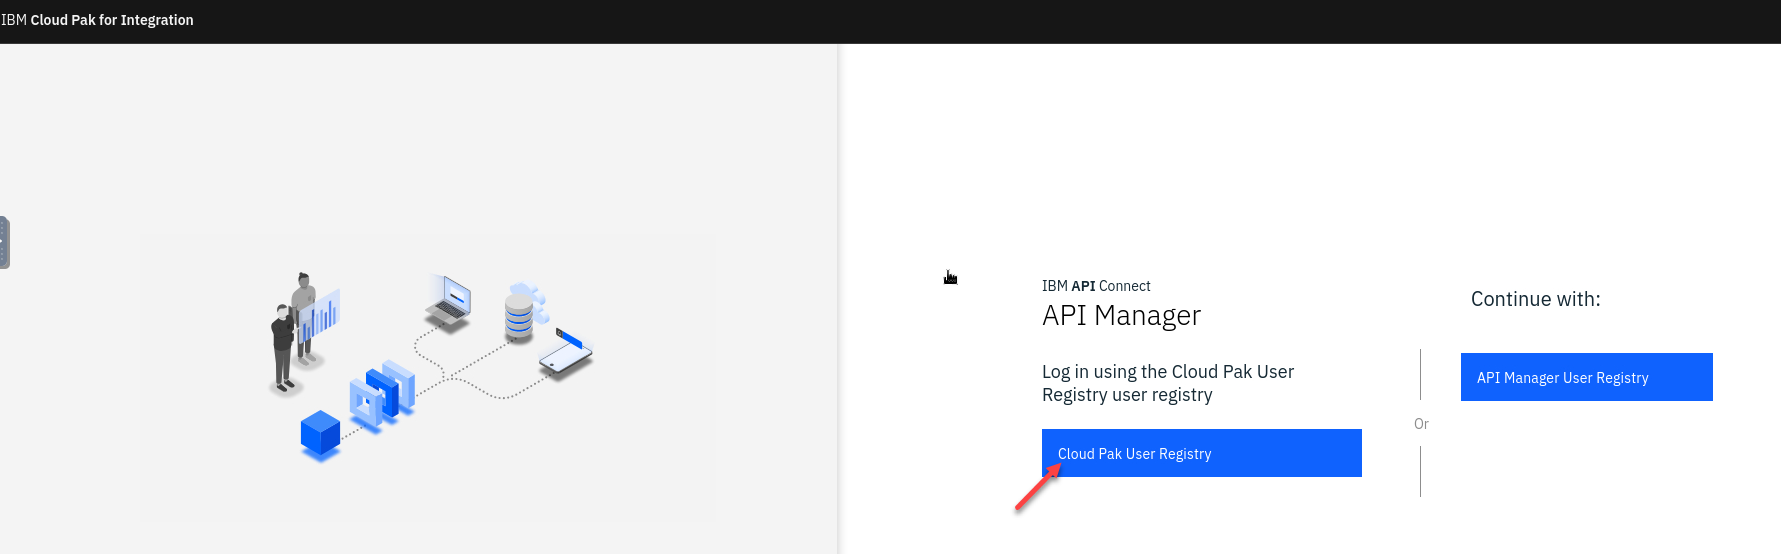 IBM Cloud Pak for Integration
IBM API Connect
API Manager
Log in using the Cloud Pak User
Registry user registry
Cloud Pak User Registry
Or
Continue with:
API Manager User Registry